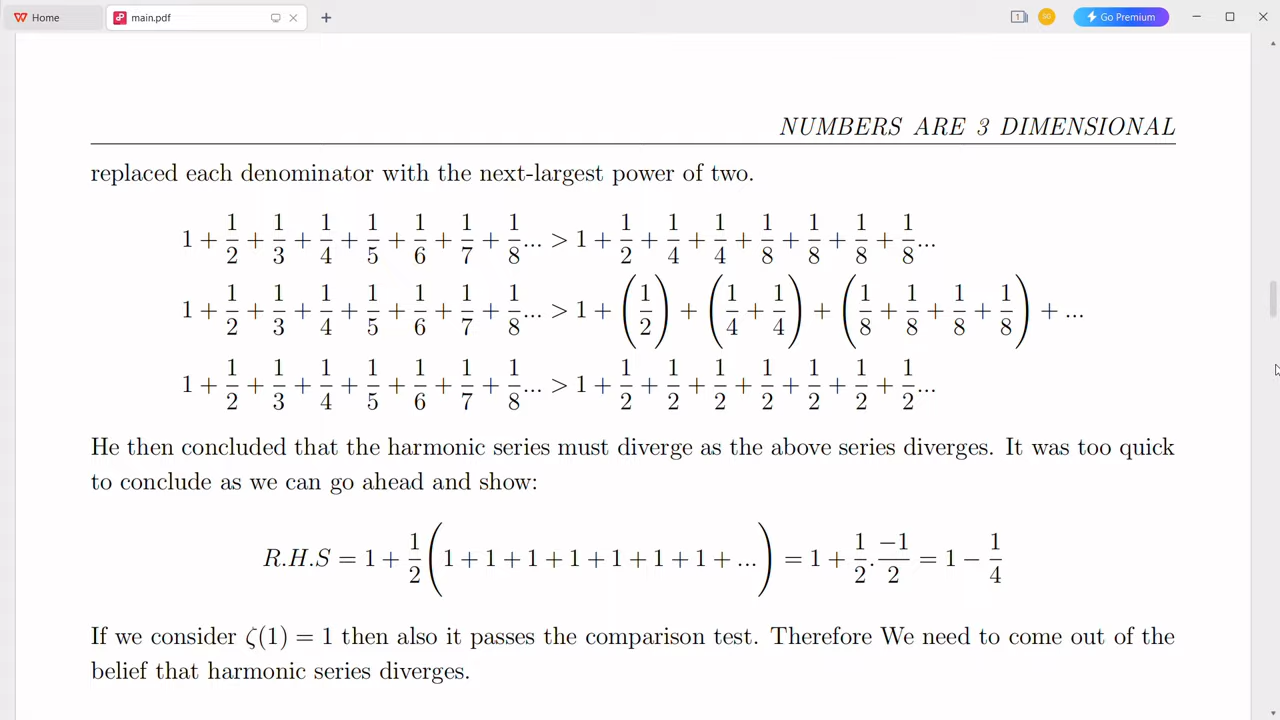 Home
main.pdf
1
SG
Go Premium
NUMBERS ARE 3 DIMENSIONAL
replaced each denominator with the next-largest power of two.
1 + 1/2 + 1/3 + 1/4 + 1/5 + 1/6 + 1/7 + 1/8... > 1 + 1/2 + 1/4 + 1/4 + 1/8 + 1/8 + 1/8 + 1/8...
1 + 1/2 + 1/3 + 1/4 + 1/5 + 1/6 + 1/7 + 1/8... > 1 + (1/2) + (1/4 + 1/4) + (1/8 + 1/8 + 1/8 + 1/8) + ...
1 + 1/2 + 1/3 + 1/4 + 1/5 + 1/6 + 1/7 + 1/8... > 1 + 1/2 + 1/2 + 1/2 + 1/2 + 1/2 + 1/2 + 1/2...
He then concluded that the harmonic series must diverge as the above series diverges. It was too quick
to conclude as we can go ahead and show:
R.H.S = 1 + 1/2 (1 + 1 + 1 + 1 + 1 + 1 + 1 + ...) = 1 + 1/2 . -1/2 = 1 − 1/4
If we consider ζ(1) = 1 then also it passes the comparison test. Therefore We need to come out of the
belief that harmonic series diverges.